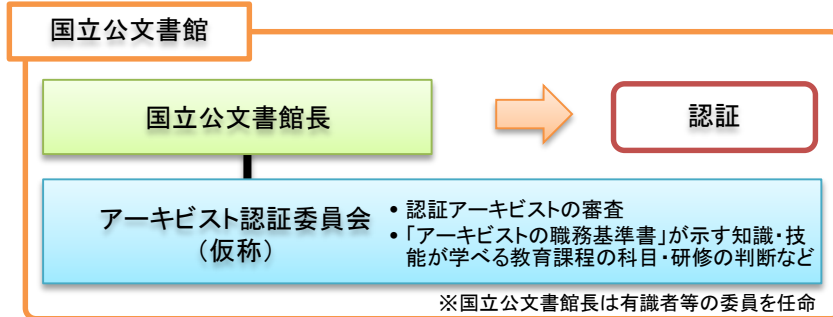 国立公文書館
国立公文書館長
認証
アーキビスト認証委員会
（仮称）
• 認証アーキビストの審査
• 「アーキビストの職務基準書」が示す知識・技
能が学べる教育課程の科目・研修の判断など
※国立公文書館長は有識者等の委員を任命